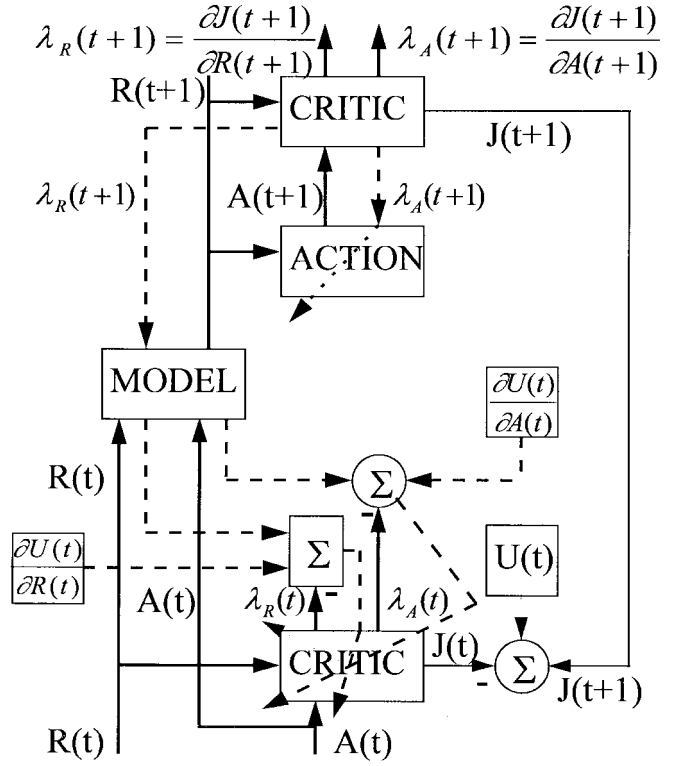 λ_R(t+1) = ∂J(t+1)/∂R(t+1)
λ_A(t+1) = ∂J(t+1)/∂A(t+1)
R(t+1)
CRITIC
J(t+1)
λ_R(t+1)
A(t+1)
λ_A(t+1)
ACTION
MODEL
∂U(t)/∂A(t)
R(t)
Σ
-
U(t)
∂U(t)/∂R(t)
Σ
-
A(t)
λ_R(t)
λ_A(t)
J(t)
CRITIC
Σ
-
J(t+1)
R(t)
A(t)